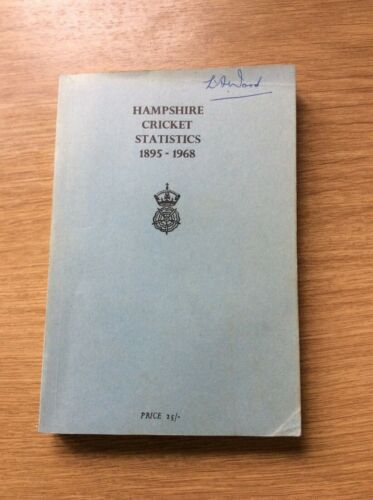 HAMPSHIRE
CRICKET
STATISTICS
1895 - 1968
PRICE 25/-